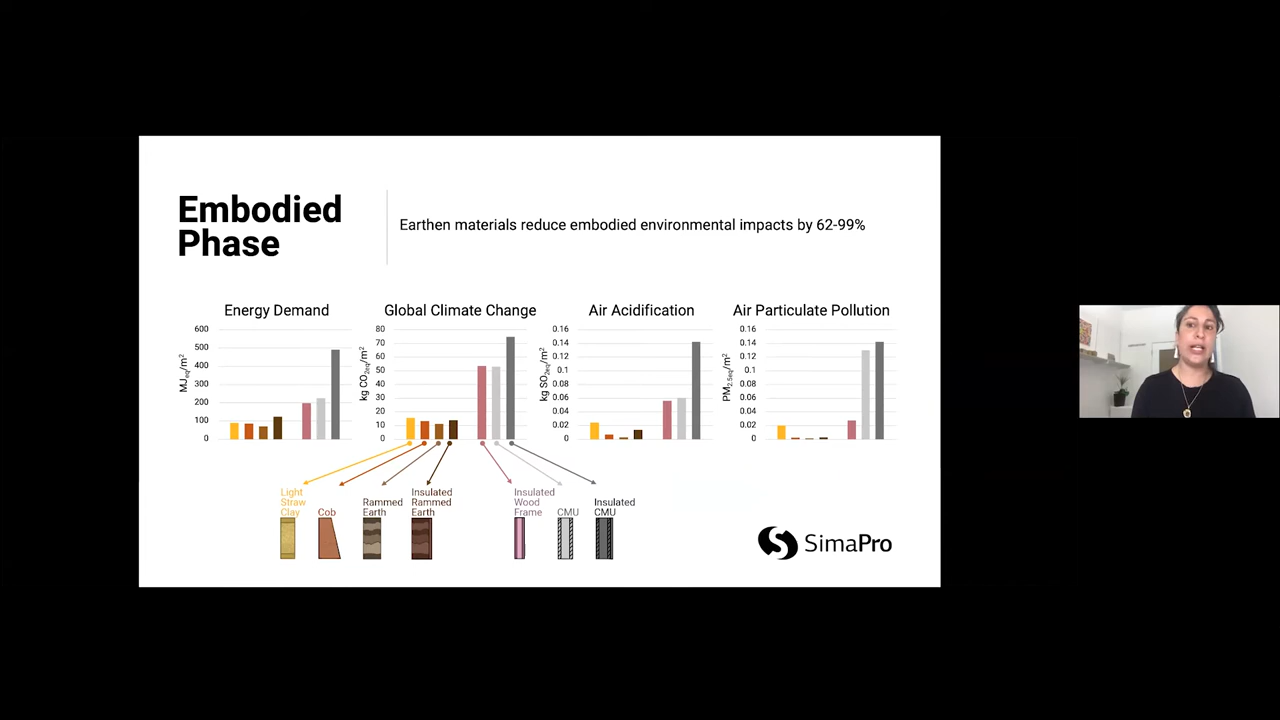 Embodied
Phase
Earthen materials reduce embodied environmental impacts by 62-99%
Energy Demand
MJeq/m²
600
500
400
300
200
100
0
Global Climate Change
kg CO2eq/m²
80
70
60
50
40
30
20
10
0
Air Acidification
kg SO2eq/m²
0.16
0.14
0.12
0.1
0.08
0.06
0.04
0.02
0
Air Particulate Pollution
PM2.5eq/m²
0.16
0.14
0.12
0.1
0.08
0.06
0.04
0.02
0
Light
Straw
Clay
Cob
Rammed
Earth
Insulated
Rammed
Earth
Insulated
Wood
Frame
CMU
Insulated
CMU
SimaPro